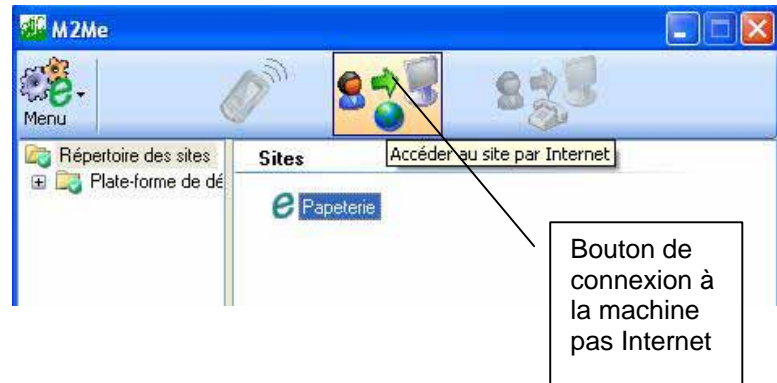 M2Me
Menu
Répertoire des sites
Plate-forme de dé
Sites
Accéder au site par Internet
Papeterie
Bouton de
connexion à
la machine
pas Internet